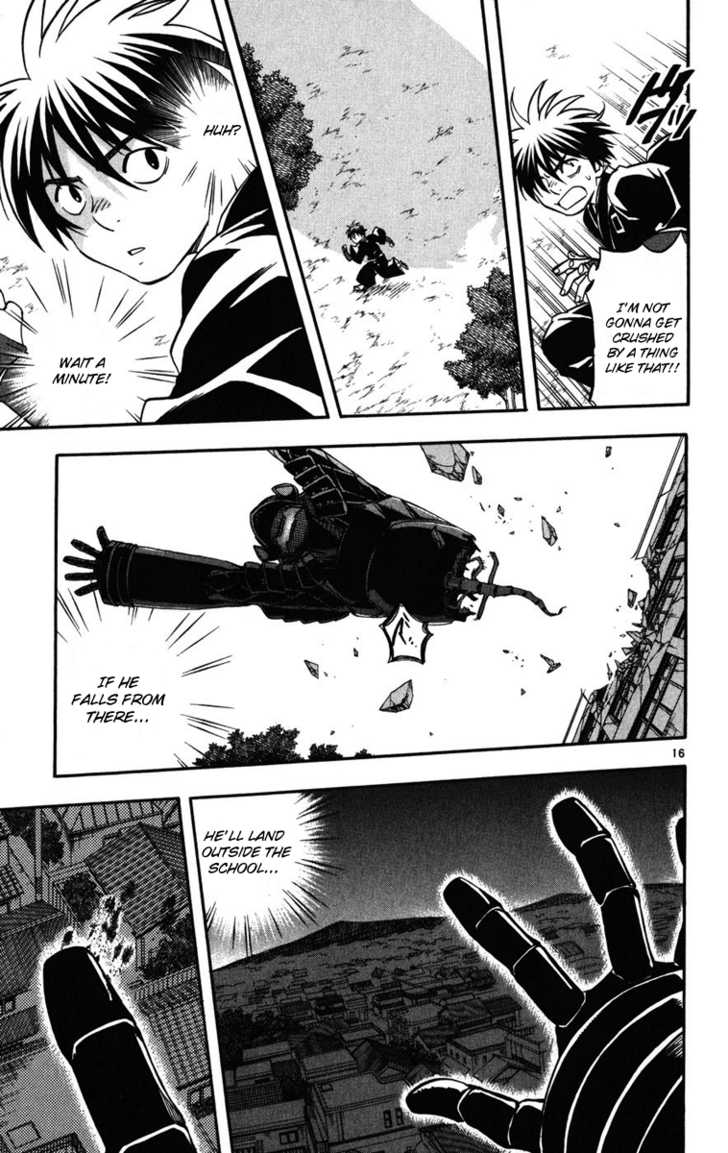 I'M NOT
GONNA GET
CRUSHED
BY A THING
LIKE THAT!!
HUH?
WAIT A
MINUTE!
IF HE
FALLS FROM
THERE...
16
HE'LL LAND
OUTSIDE THE
SCHOOL...